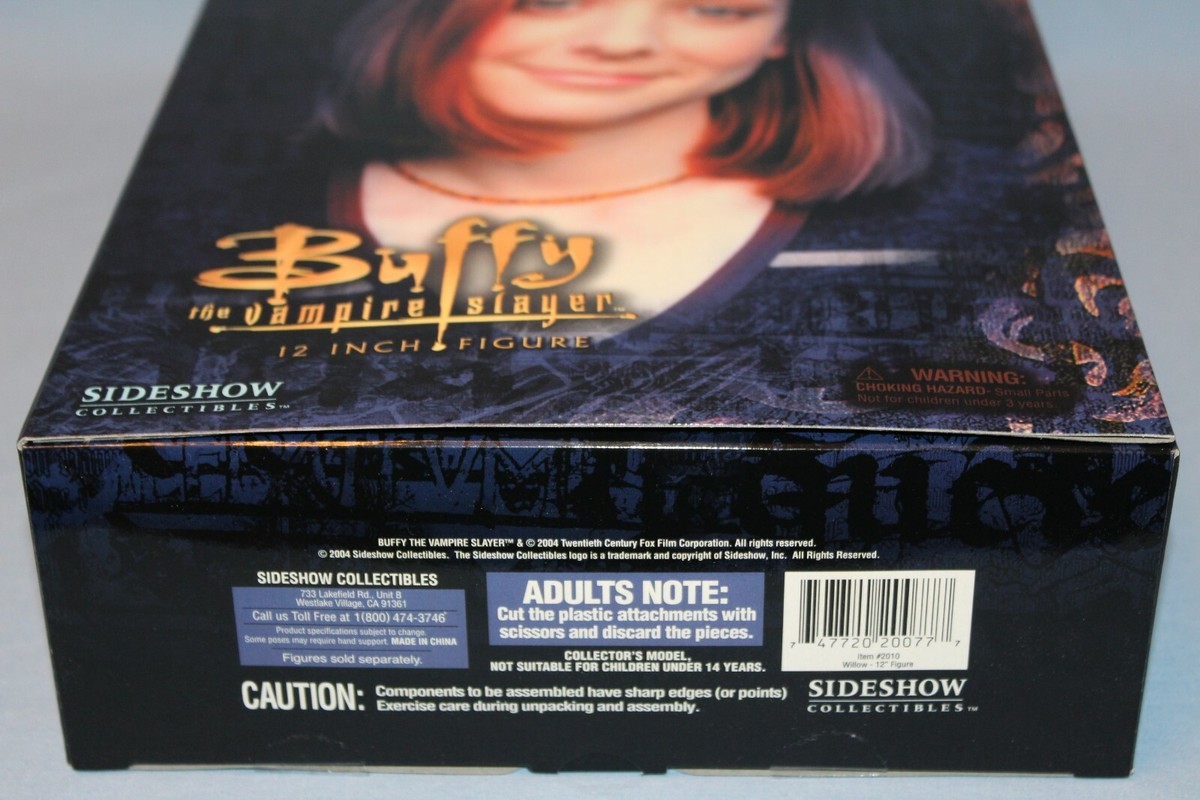 Buffy
the vampire slayer™
12 INCH FIGURE
SIDESHOW
COLLECTIBLES™
WARNING:
CHOKING HAZARD- Small Parts
Not for children under 3 years
BUFFY THE VAMPIRE SLAYER™ & © 2004 Twentieth Century Fox Film Corporation. All rights reserved.
© 2004 Sideshow Collectibles. The Sideshow Collectibles logo is a trademark and copyright of Sideshow, Inc. All Rights Reserved.
SIDESHOW COLLECTIBLES
733 Lakefield Rd., Unit B
Westlake Village, CA 91361
Call us Toll Free at 1(800) 474-3746
Product specifications subject to change.
Some poses may require hand support. MADE IN CHINA
Figures sold separately.
ADULTS NOTE:
Cut the plastic attachments with
scissors and discard the pieces.
COLLECTOR'S MODEL,
NOT SUITABLE FOR CHILDREN UNDER 14 YEARS.
7 47720 20077 7
Item #2010
Willow - 12" Figure
CAUTION: Components to be assembled have sharp edges (or points)
Exercise care during unpacking and assembly.
SIDESHOW
COLLECTIBLES™